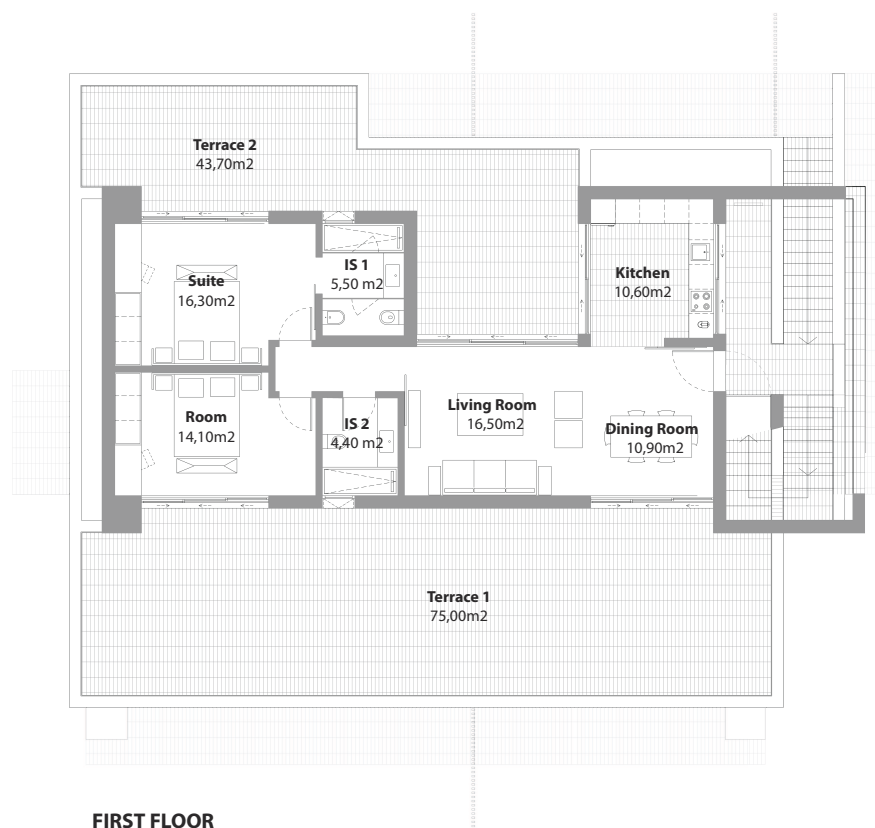 Terrace 2
43,70m2
Suite
16,30m2
IS 1
5,50 m2
Kitchen
10,60m2
Room
14,10m2
IS 2
4,40 m2
Living Room
16,50m2
Dining Room
10,90m2
Terrace 1
75,00m2
FIRST FLOOR